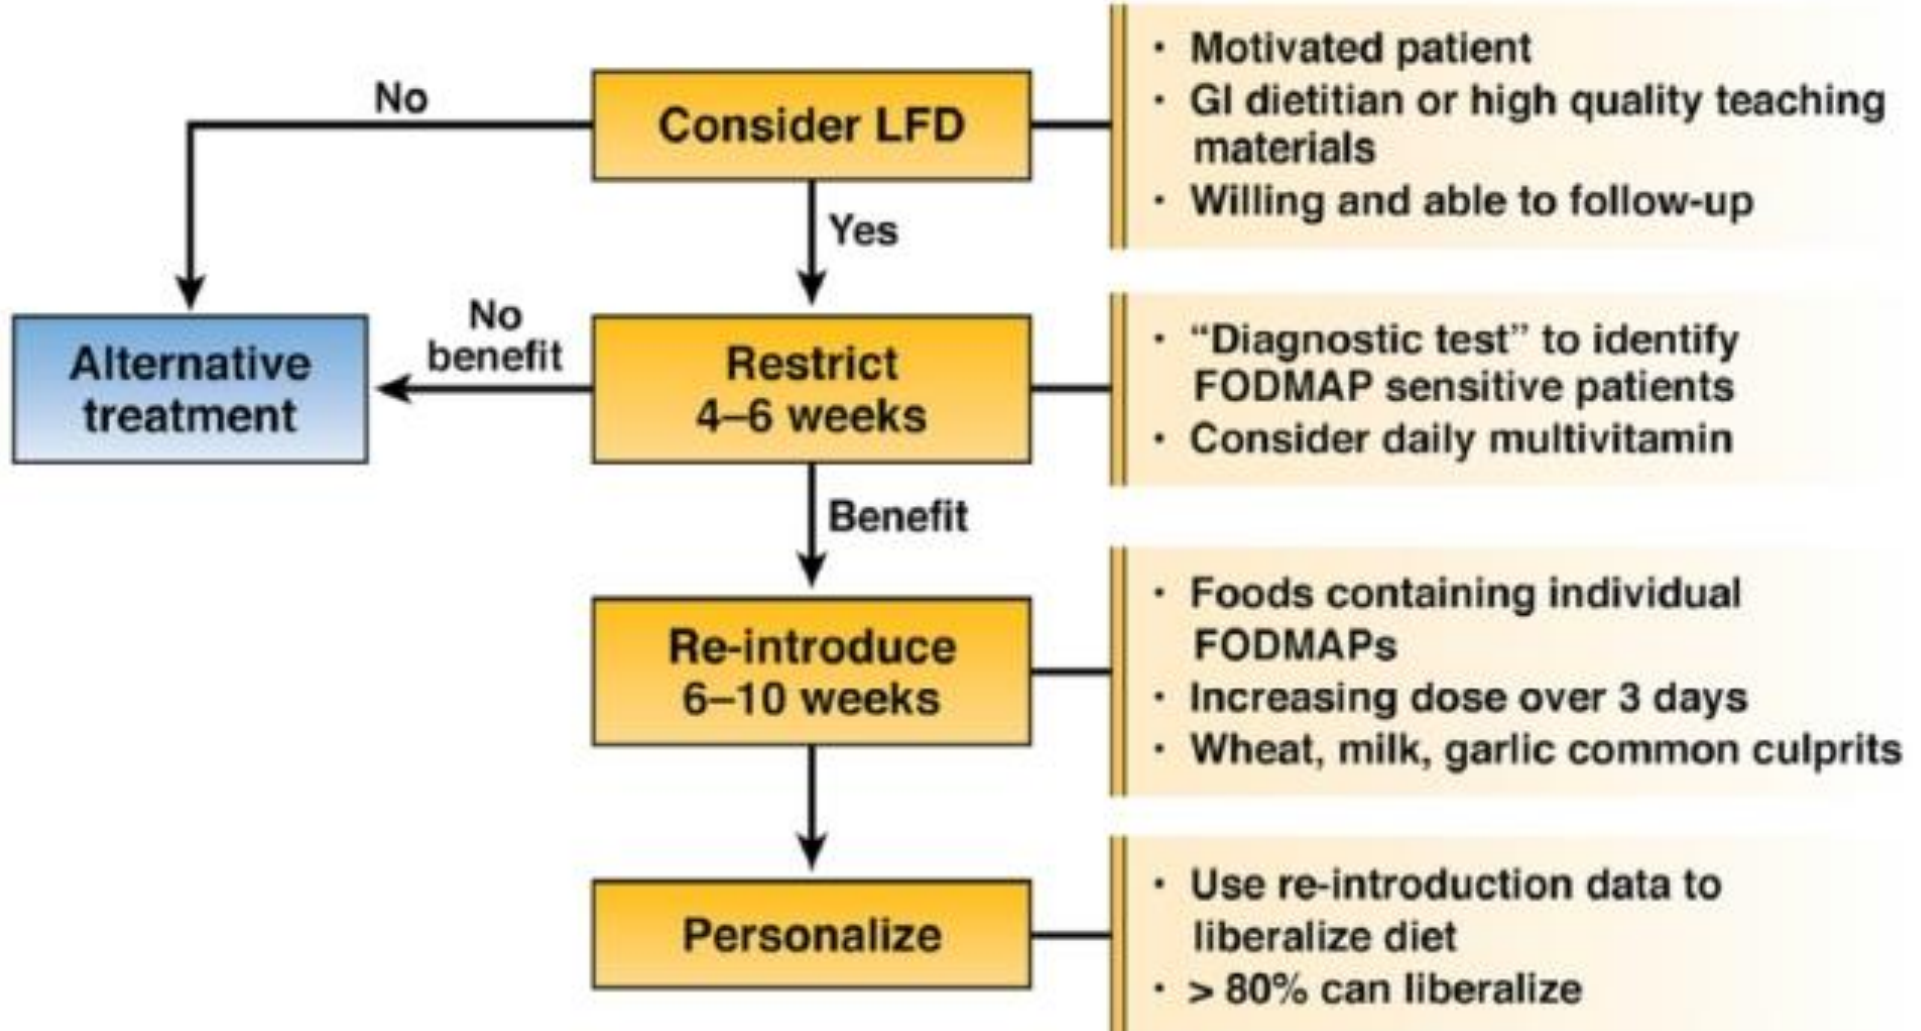 Consider LFD
No
Yes
• Motivated patient
• GI dietitian or high quality teaching
materials
• Willing and able to follow-up
Alternative
treatment
No
benefit
Restrict
4–6 weeks
Benefit
• “Diagnostic test” to identify
FODMAP sensitive patients
• Consider daily multivitamin
Re-introduce
6–10 weeks
• Foods containing individual
FODMAPs
• Increasing dose over 3 days
• Wheat, milk, garlic common culprits
Personalize
• Use re-introduction data to
liberalize diet
• > 80% can liberalize